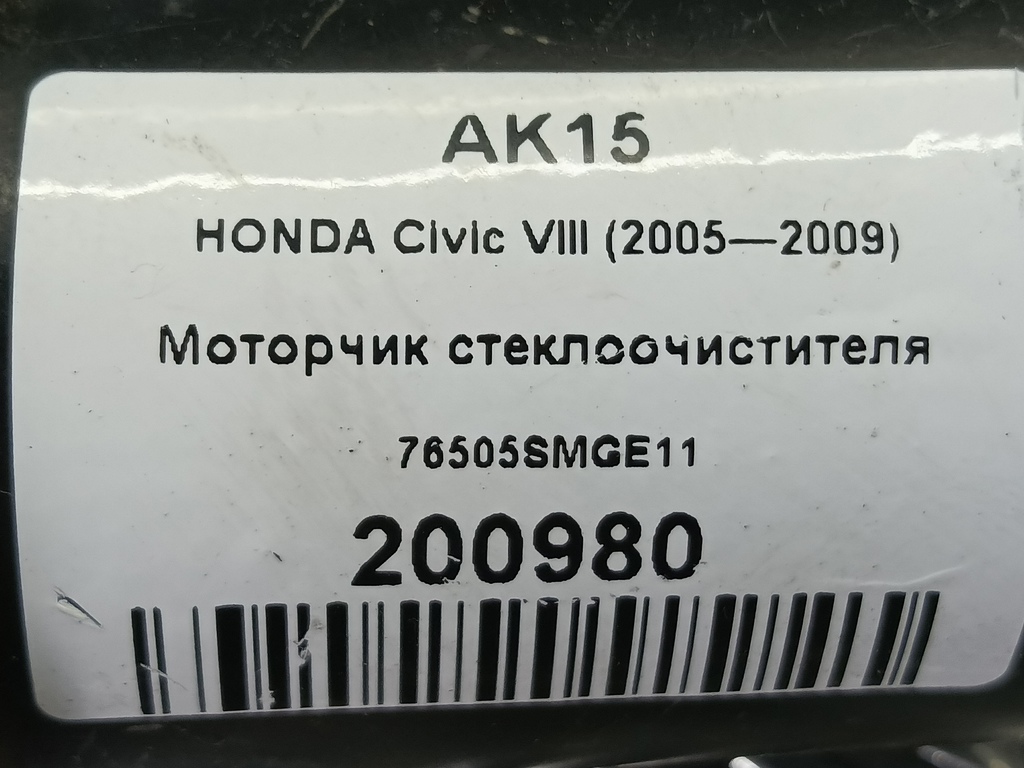 AK15
HONDA Civic VIII (2005—2009)
Моторчик стеклоочистителя
76505SMGE11
200980